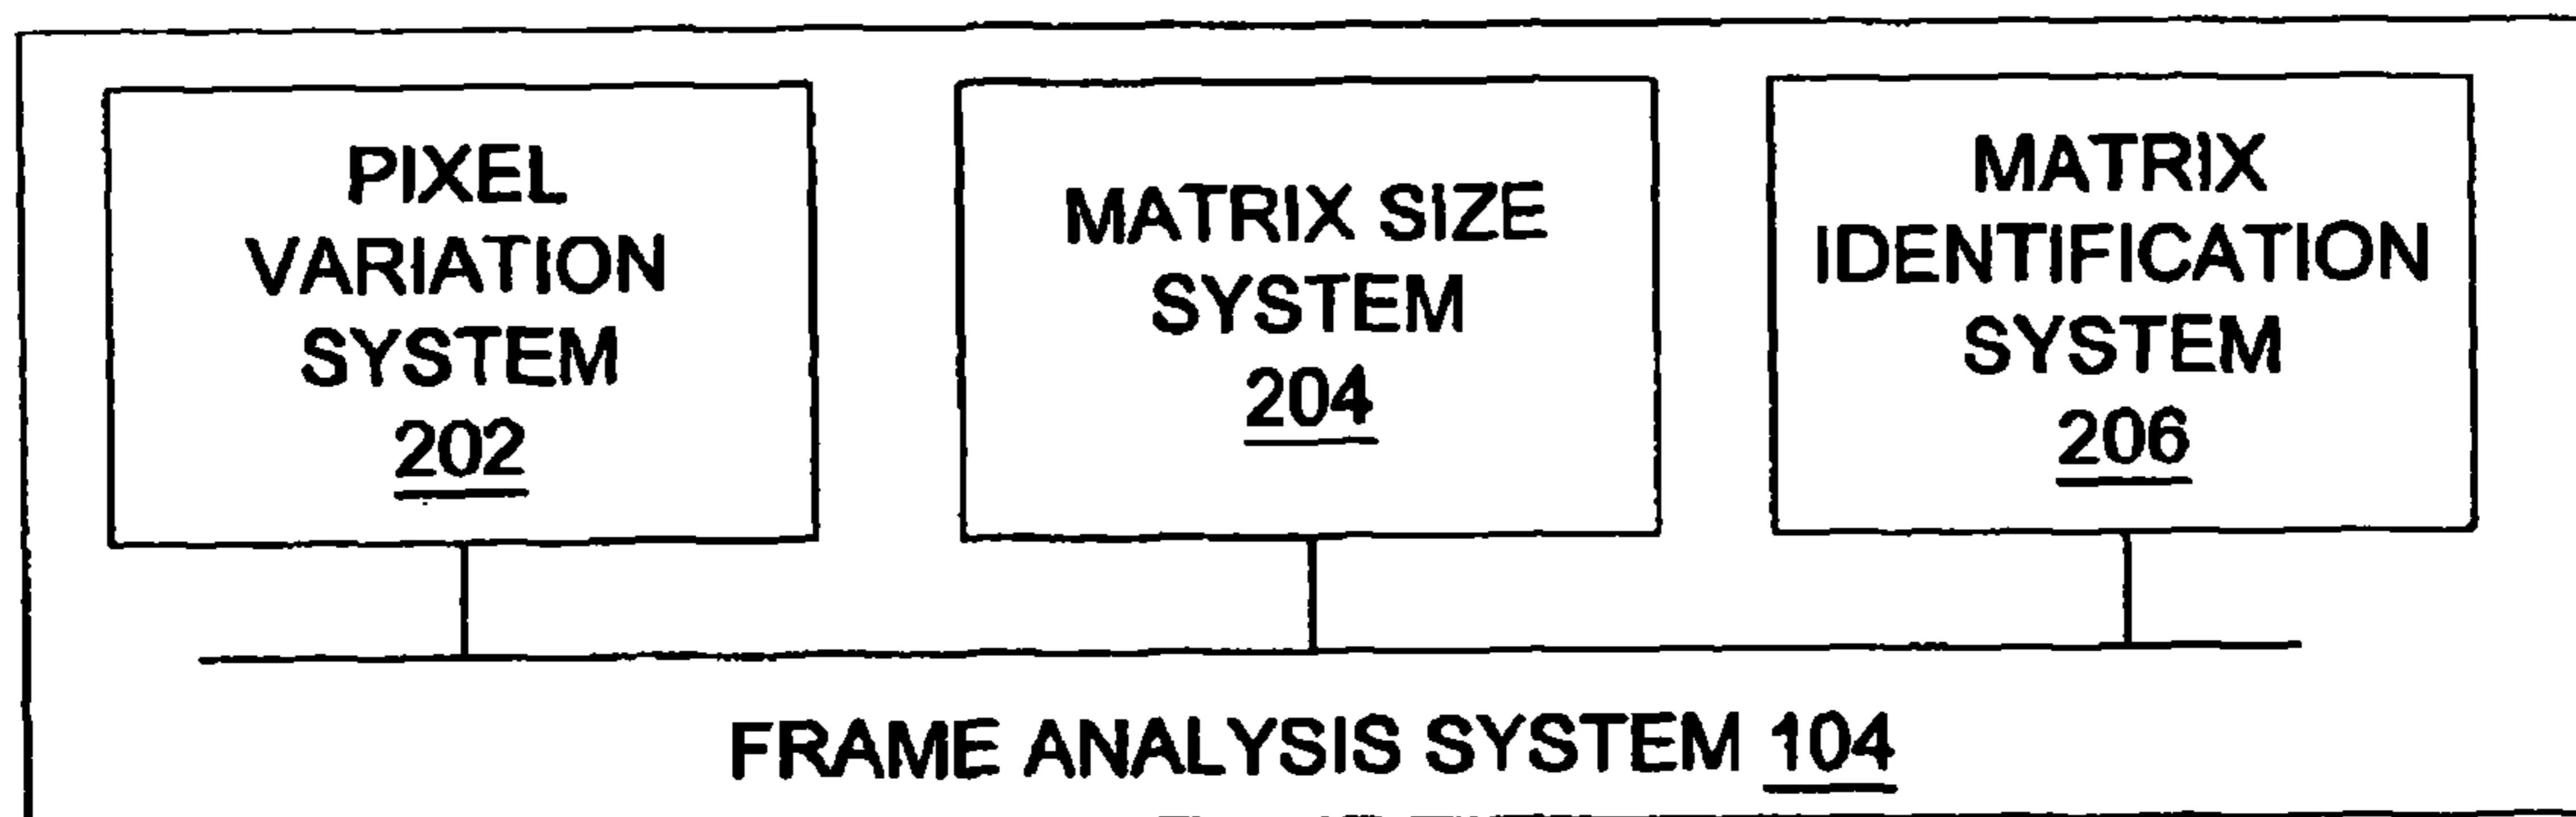 PIXEL
VARIATION
SYSTEM
202
MATRIX SIZE
SYSTEM
204
MATRIX
IDENTIFICATION
SYSTEM
206
FRAME ANALYSIS SYSTEM 104